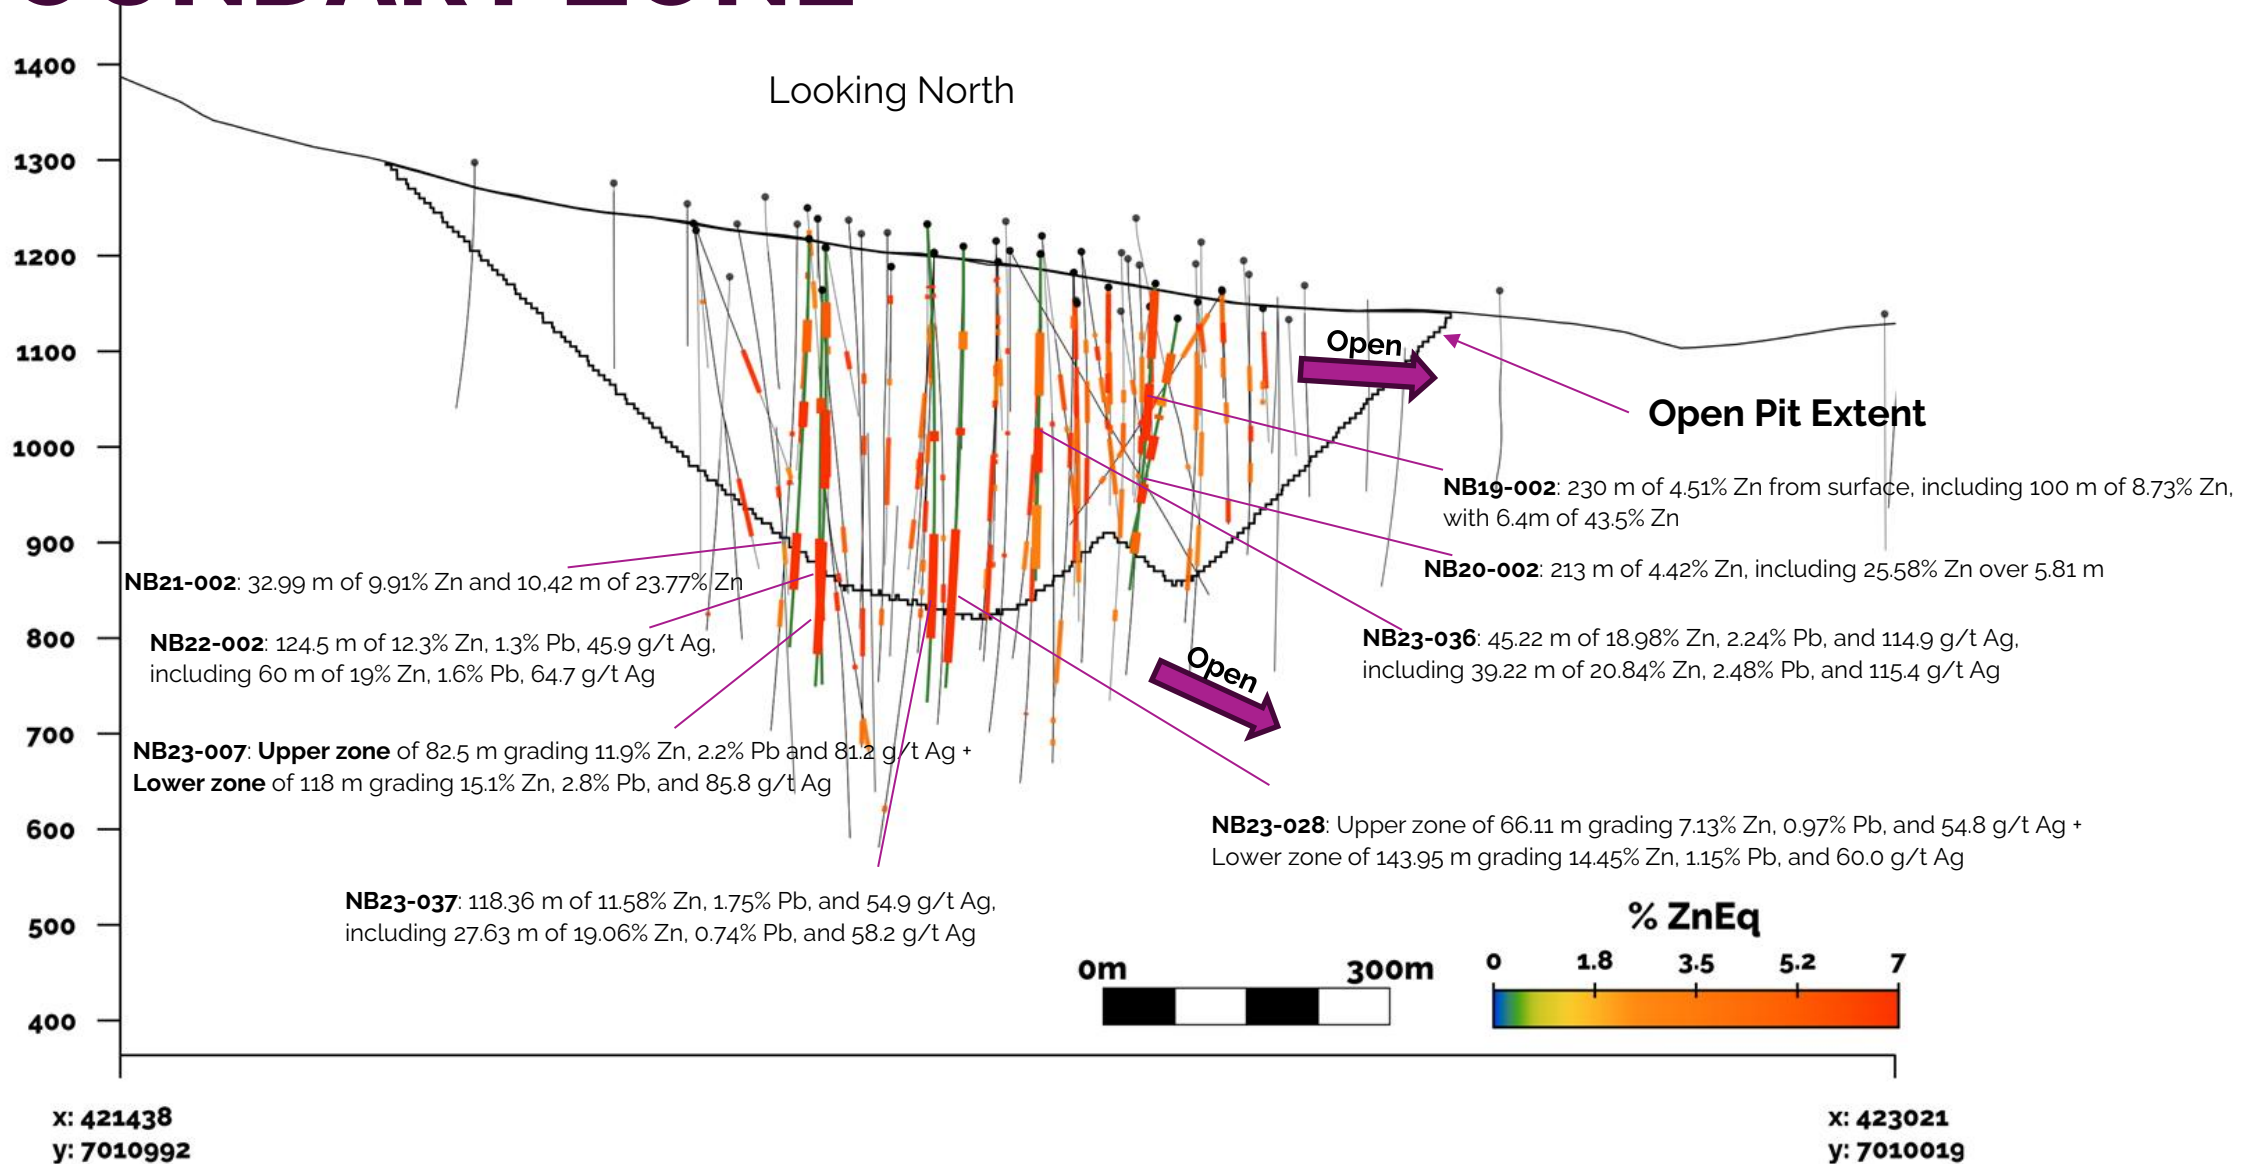 Looking North
1400
1300
1200
1100
1000
900
800
700
600
500
400
Open
Open Pit Extent
NB19-002: 230 m of 4.51% Zn from surface, including 100 m of 8.73% Zn,
with 6.4m of 43.5% Zn
NB20-002: 213 m of 4.42% Zn, including 25.58% Zn over 5.81 m
NB21-002: 32.99 m of 9.91% Zn and 10,42 m of 23.77% Zn
NB22-002: 124.5 m of 12.3% Zn, 1.3% Pb, 45.9 g/t Ag,
including 60 m of 19% Zn, 1.6% Pb, 64.7 g/t Ag
NB23-036: 45.22 m of 18.98% Zn, 2.24% Pb, and 114.9 g/t Ag,
including 39.22 m of 20.84% Zn, 2.48% Pb, and 115.4 g/t Ag
Open
NB23-007: Upper zone of 82.5 m grading 11.9% Zn, 2.2% Pb and 81.2 g/t Ag +
Lower zone of 118 m grading 15.1% Zn, 2.8% Pb, and 85.8 g/t Ag
NB23-028: Upper zone of 66.11 m grading 7.13% Zn, 0.97% Pb, and 54.8 g/t Ag +
Lower zone of 143.95 m grading 14.45% Zn, 1.15% Pb, and 60.0 g/t Ag
NB23-037: 118.36 m of 11.58% Zn, 1.75% Pb, and 54.9 g/t Ag,
including 27.63 m of 19.06% Zn, 0.74% Pb, and 58.2 g/t Ag
% ZnEq
0 1.8 3.5 5.2 7
0m 300m
x: 421438
y: 7010992
x: 423021
y: 7010019